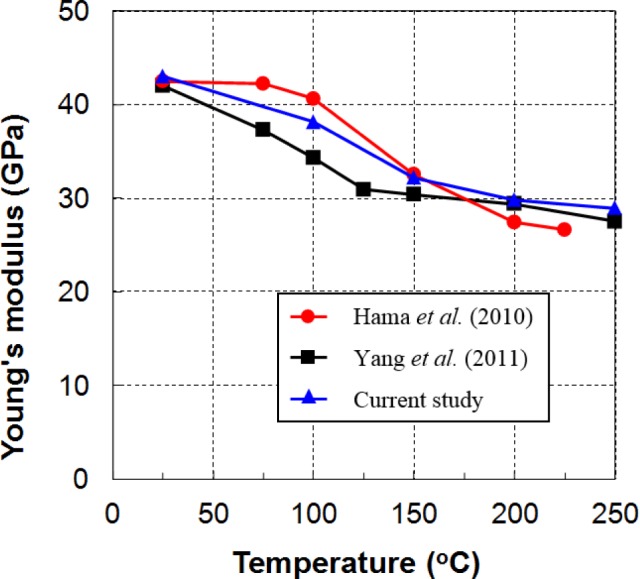 50
40
30
20
10
0
Young's modulus (GPa)
Hama et al. (2010)
Yang et al. (2011)
Current study
0 50 100 150 200 250
Temperature (ºC)